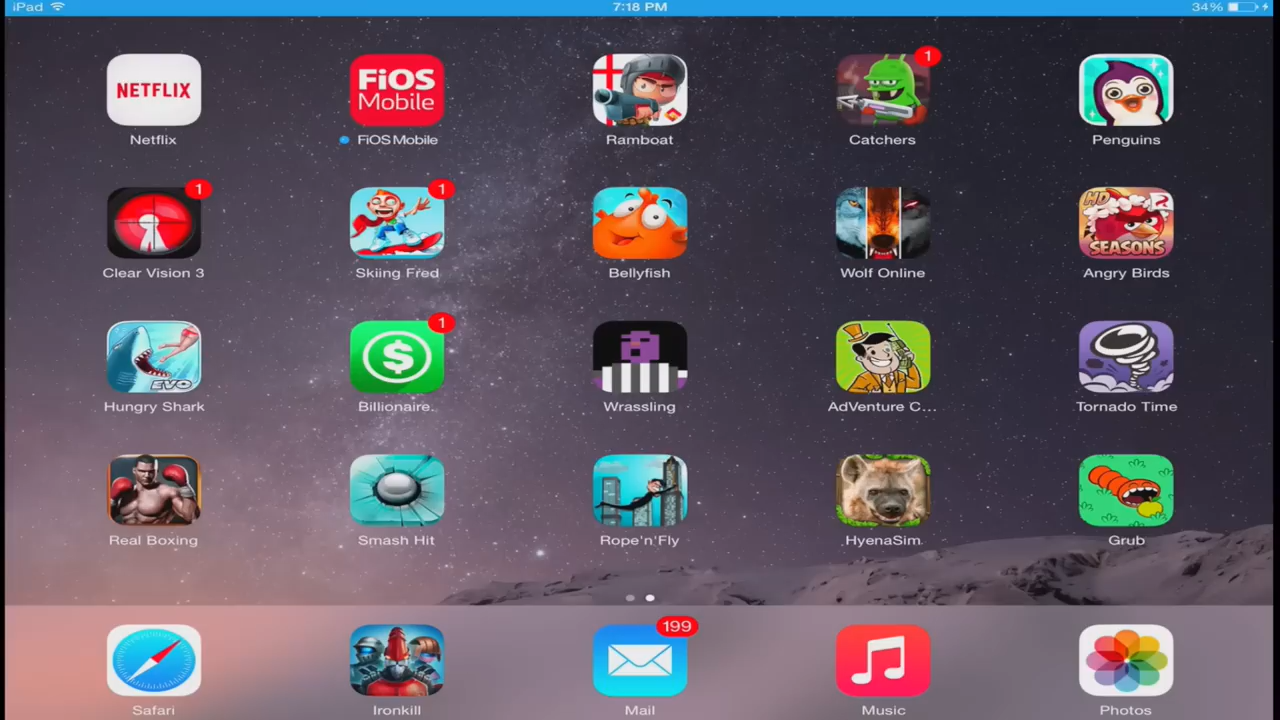 iPad 7:18 PM 34%
NETFLIX
FiOS
Mobile
1
Netflix FiOS Mobile Ramboat Catchers Penguins
1 1
HD
SEASONS
Clear Vision 3 Skiing Fred Bellyfish Wolf Online Angry Birds
1
$
EVO
Hungry Shark Billionaire. Wrassling AdVenture C... Tornado Time
Real Boxing Smash Hit Rope'n'Fly HyenaSim Grub
199
Safari Ironkill Mail Music Photos